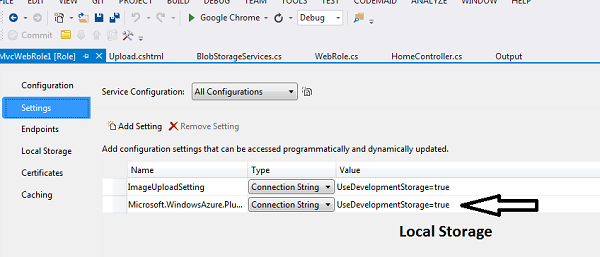 FILE EDIT VIEW PROJECT BUILD DEBUG TEAM TOOLS TEST CODEMAID ANALYZE WINDOW HELP
Google Chrome Debug
Commit
MvcWebRole1 [Role] Upload.cshtml BlobStorageServices.cs WebRole.cs HomeController.cs Output
Configuration
Service Configuration: All Configurations
Settings
Endpoints
Add Setting Remove Setting
Local Storage
Add configuration settings that can be accessed programmatically and dynamically updated.
Certificates
Name Type Value
Caching
ImageUploadSetting Connection String UseDevelopmentStorage=true
Microsoft.WindowsAzure.Plu... Connection String UseDevelopmentStorage=true
Local Storage